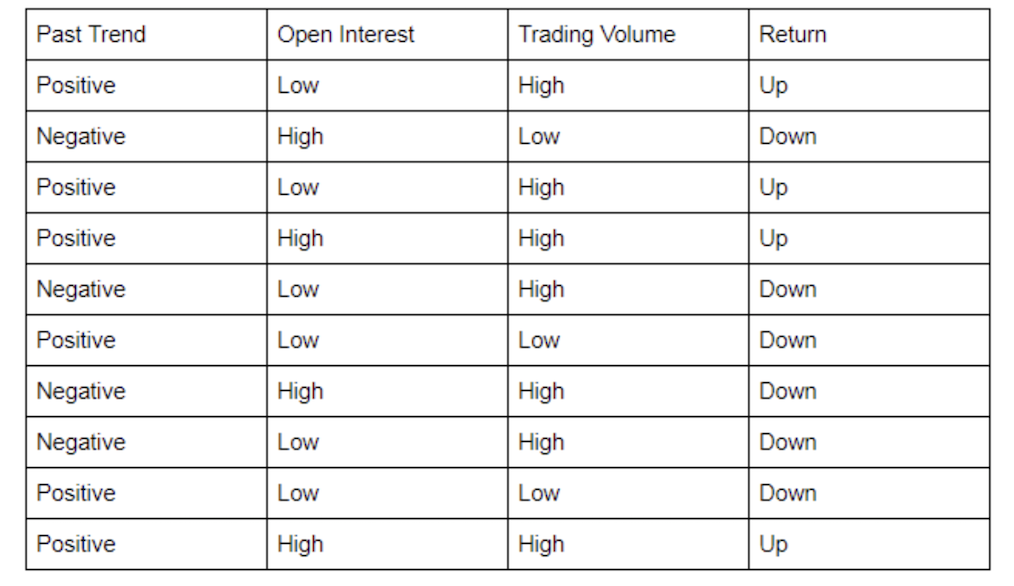 Past Trend Open Interest Trading Volume Return
Positive Low High Up
Negative High Low Down
Positive Low High Up
Positive High High Up
Negative Low High Down
Positive Low Low Down
Negative High High Down
Negative Low High Down
Positive Low Low Down
Positive High High Up